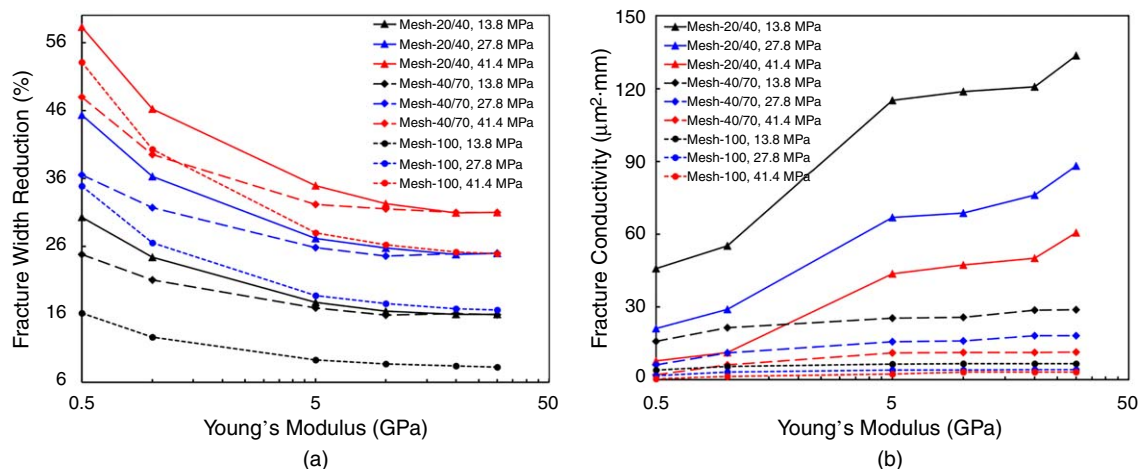 56
46
36
26
16
6
0.5
5
50
Fracture Width Reduction (%)
Young's Modulus (GPa)
Mesh-20/40, 13.8 MPa
Mesh-20/40, 27.8 MPa
Mesh-20/40, 41.4 MPa
Mesh-40/70, 13.8 MPa
Mesh-40/70, 27.8 MPa
Mesh-40/70, 41.4 MPa
Mesh-100, 13.8 MPa
Mesh-100, 27.8 MPa
Mesh-100, 41.4 MPa
(a)
150
120
90
60
30
0
0.5
5
50
Fracture Conductivity (μm²·mm)
Young's Modulus (GPa)
Mesh-20/40, 13.8 MPa
Mesh-20/40, 27.8 MPa
Mesh-20/40, 41.4 MPa
Mesh-40/70, 13.8 MPa
Mesh-40/70, 27.8 MPa
Mesh-40/70, 41.4 MPa
Mesh-100, 13.8 MPa
Mesh-100, 27.8 MPa
Mesh-100, 41.4 MPa
(b)